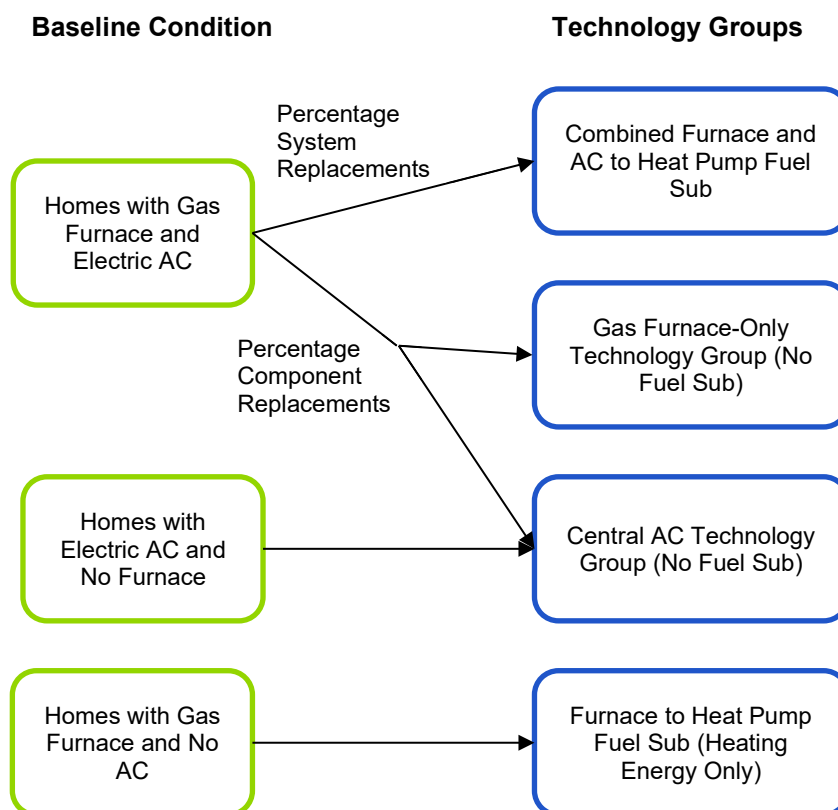 Baseline Condition
Technology Groups
Percentage
System
Replacements
Combined Furnace and
AC to Heat Pump Fuel
Sub
Homes with Gas
Furnace and
Electric AC
Percentage
Component
Replacements
Gas Furnace-Only
Technology Group (No
Fuel Sub)
Homes with
Electric AC and
No Furnace
Central AC Technology
Group (No Fuel Sub)
Homes with Gas
Furnace and No
AC
Furnace to Heat Pump
Fuel Sub (Heating
Energy Only)